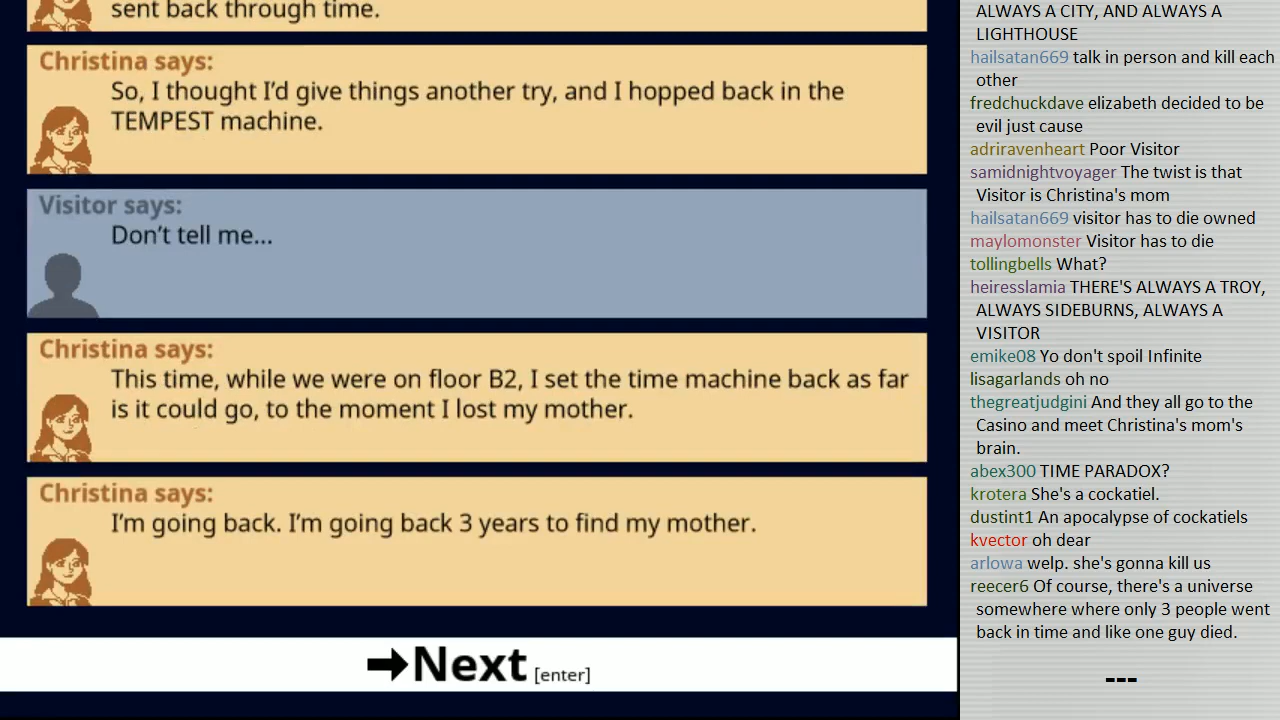 sent back through time.
Christina says:
So, I thought I'd give things another try, and I hopped back in the
TEMPEST machine.
Visitor says:
Don't tell me...
Christina says:
This time, while we were on floor B2, I set the time machine back as far
is it could go, to the moment I lost my mother.
Christina says:
I'm going back. I'm going back 3 years to find my mother.
➡Next [enter]
ALWAYS A CITY, AND ALWAYS A
LIGHTHOUSE
hailsatan669 talk in person and kill each
other
fredchuckdave elizabeth decided to be
evil just cause
adriravenheart Poor Visitor
samidnightvoyager The twist is that
Visitor is Christina's mom
hailsatan669 visitor has to die owned
maylomonster Visitor has to die
tollingbells What?
heiresslamia THERE'S ALWAYS A TROY,
ALWAYS SIDEBURNS, ALWAYS A
VISITOR
emike08 Yo don't spoil Infinite
lisagarlands oh no
thegreatjudgini And they all go to the
Casino and meet Christina's mom's
brain.
abex300 TIME PARADOX?
krotera She's a cockatiel.
dustint1 An apocalypse of cockatiels
kvector oh dear
arlowa welp. she's gonna kill us
reecer6 Of course, there's a universe
somewhere where only 3 people went
back in time and like one guy died.
---